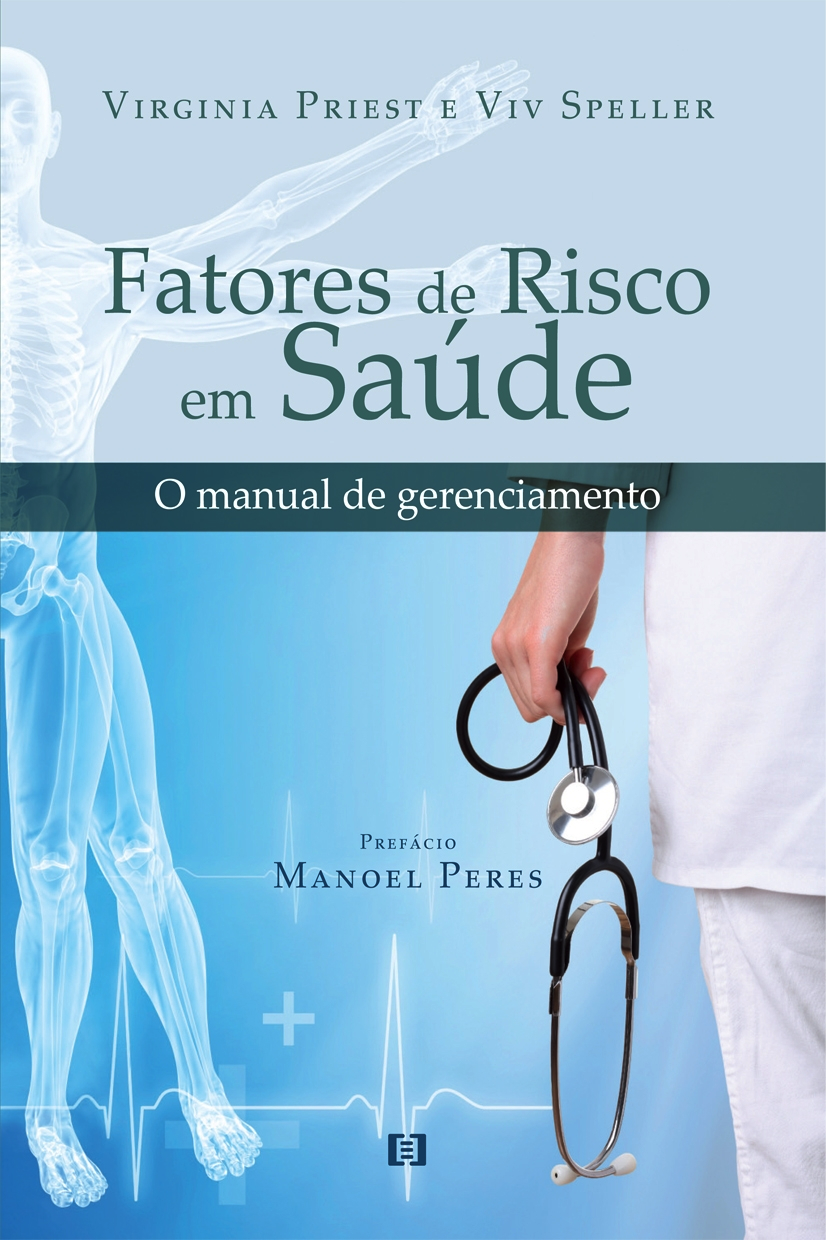 Virginia Priest e Viv Speller
Fatores de Risco
em Saúde
O manual de gerenciamento
Prefácio
Manoel Peres